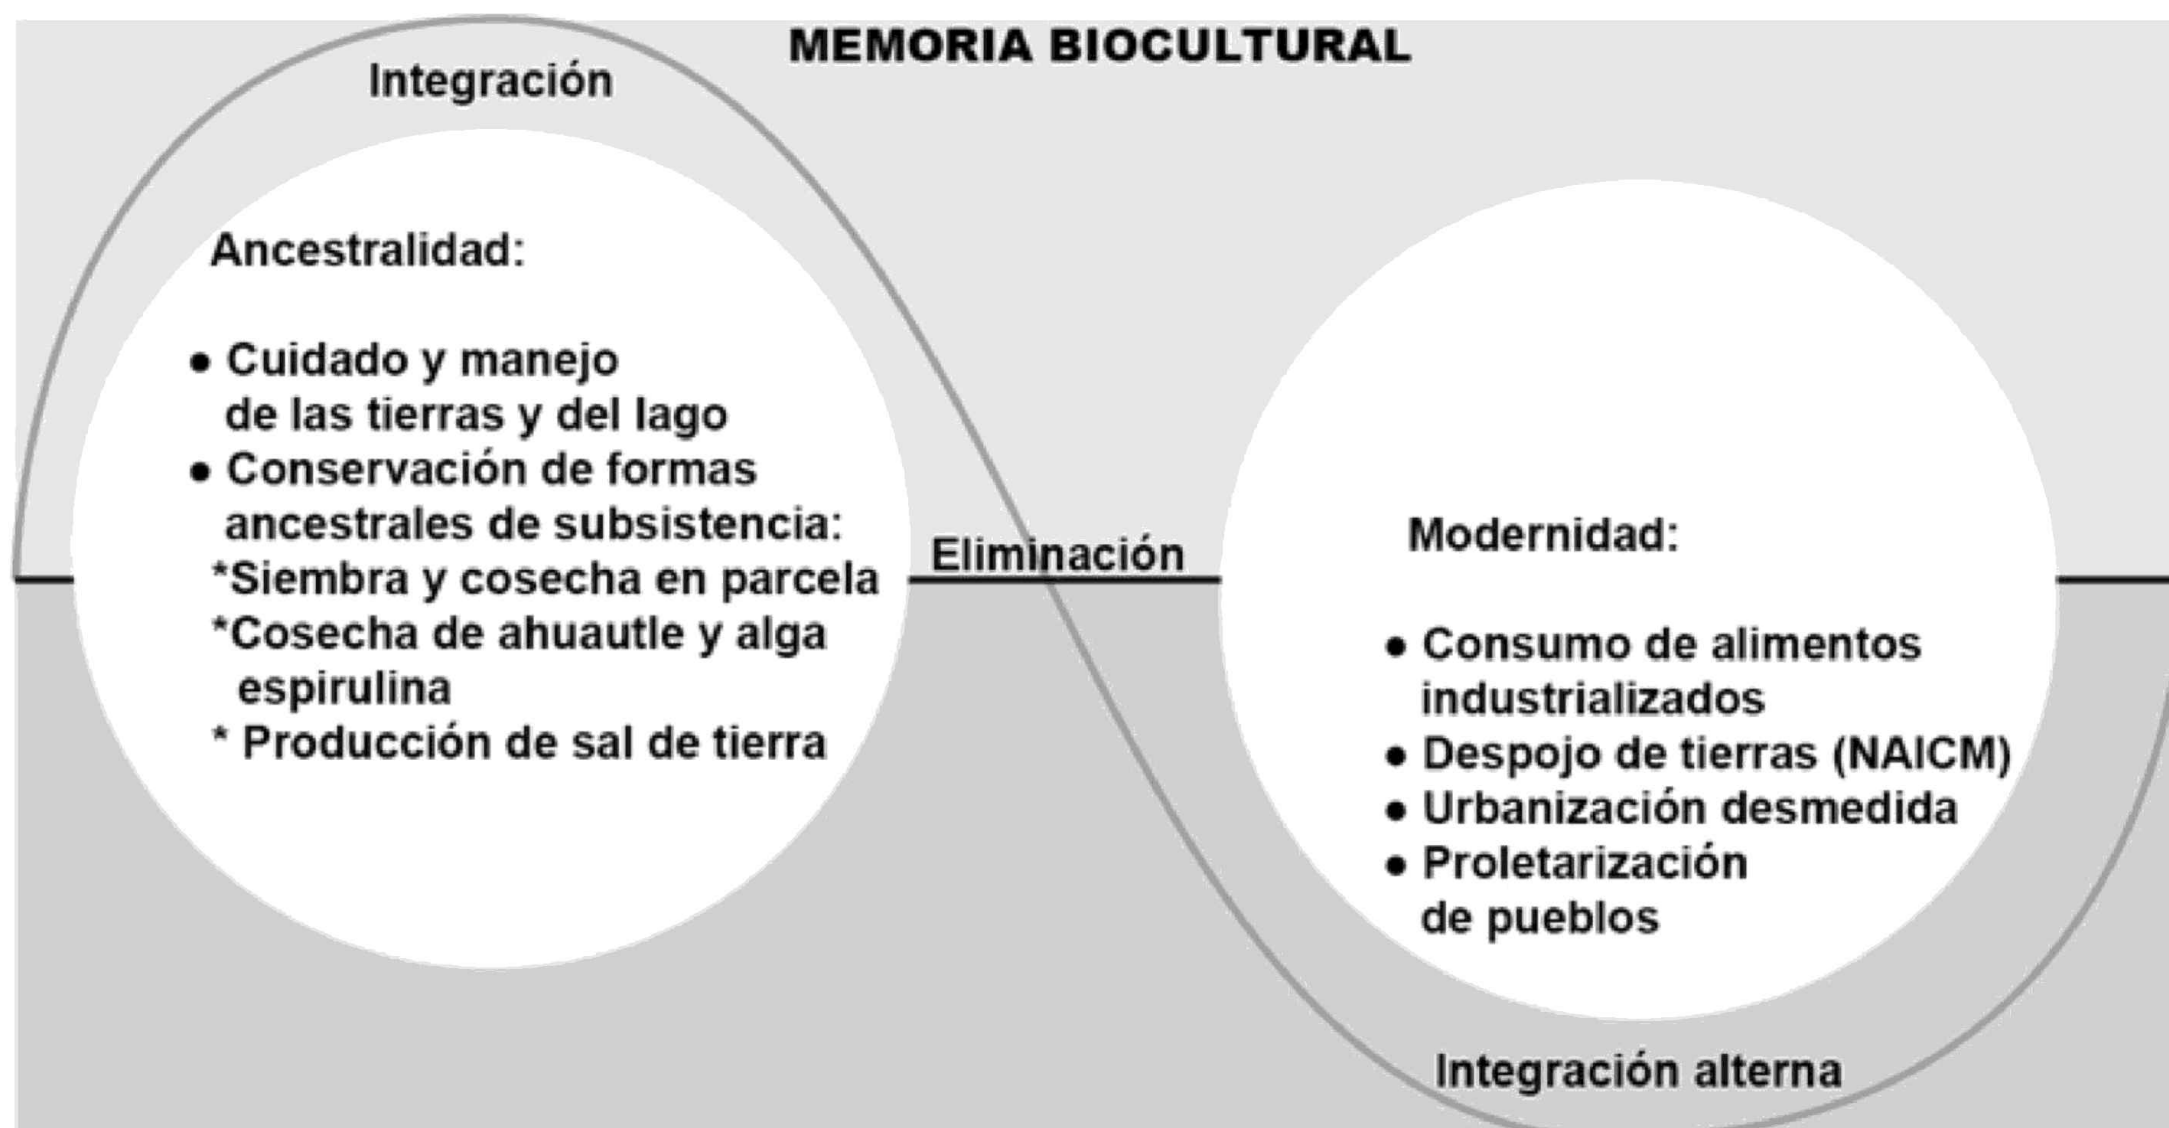 MEMORIA BIOCULTURAL
Integración
Ancestralidad:
● Cuidado y manejo
de las tierras y del lago
● Conservación de formas
ancestrales de subsistencia:
*Siembra y cosecha en parcela
*Cosecha de ahuautle y alga
espirulina
* Producción de sal de tierra
Eliminación
Modernidad:
● Consumo de alimentos
industrializados
● Despojo de tierras (NAICM)
● Urbanización desmedida
● Proletarización
de pueblos
Integración alterna